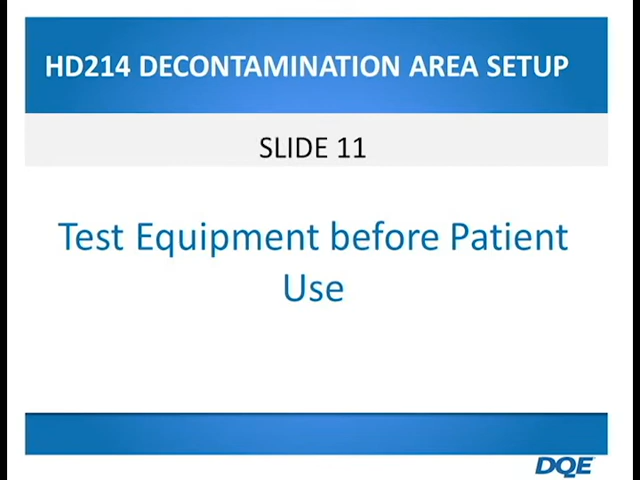 HD214 DECONTAMINATION AREA SETUP
SLIDE 11
Test Equipment before Patient
Use
DQE